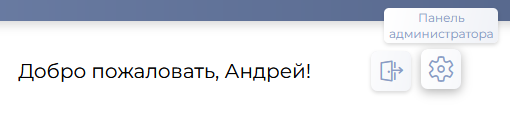 Панель
администратора
Добро пожаловать, Андрей!